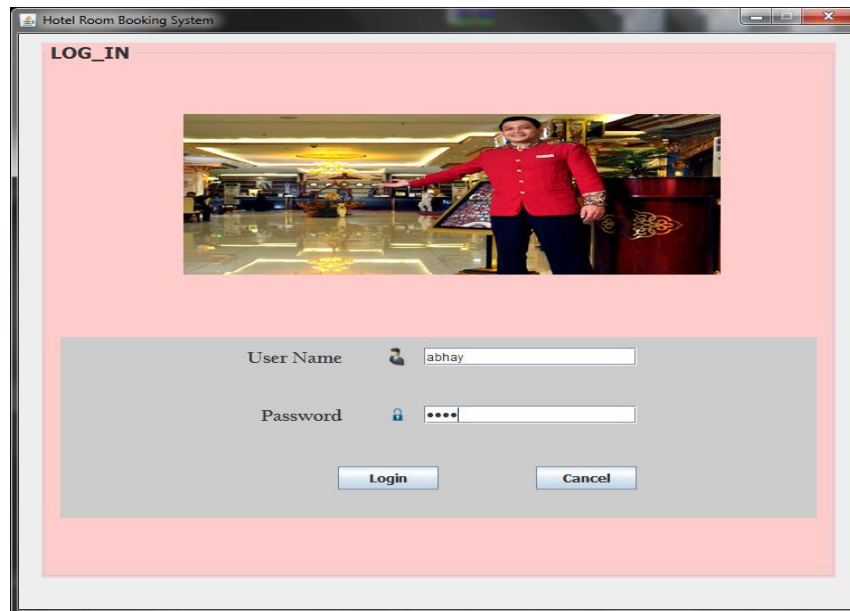 Hotel Room Booking System
LOG_IN
User Name abhay
Password ••••
Login Cancel